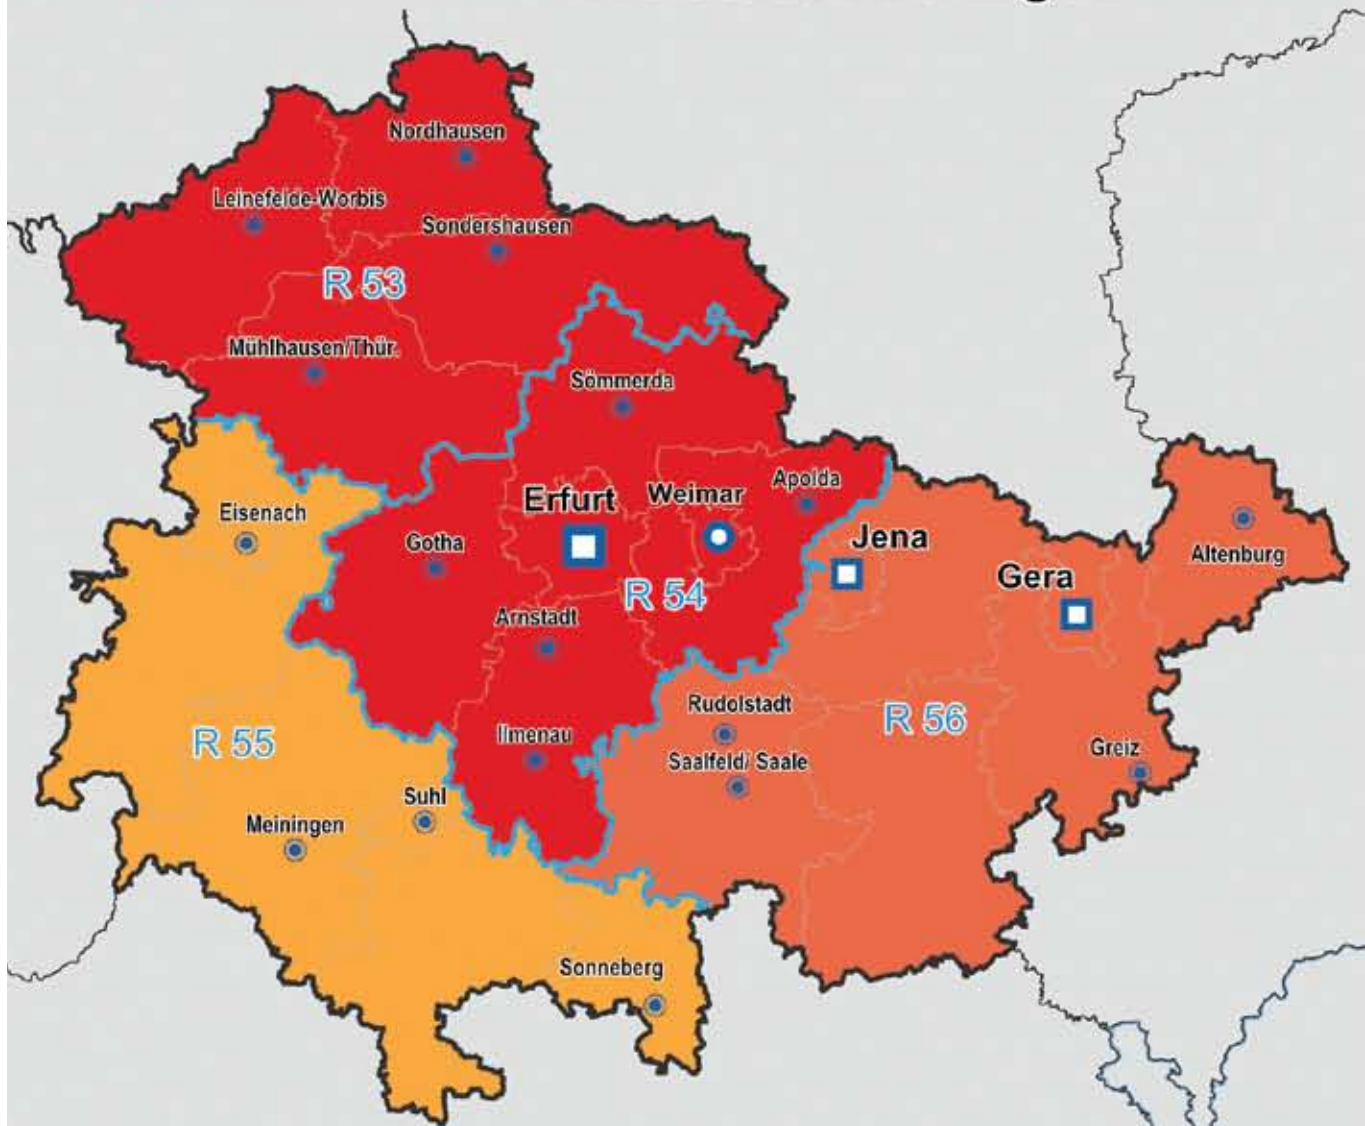 Nordhausen
Leinefelde-Worbis
Sondershausen
R 53
Mühlhausen/Thür.
Sömmerda
Apolda
Weimar
Erfurt
Eisenach
Gotha
Jena
Altenburg
Gera
R 54
Arnstadt
Rudolstadt
R 56
Ilmenau
R 55
Greiz
Saalfeld/ Saale
Suhl
Meiningen
Sonneberg